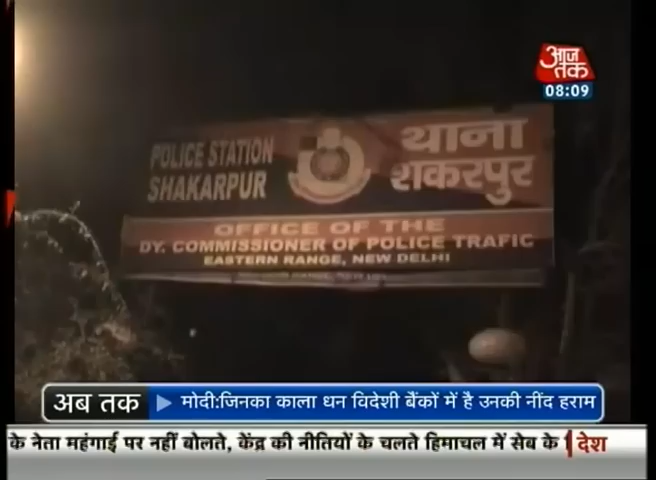 आज
तक
08:09
POLICE STATION
SHAKARPUR
थाना
शकरपुर
OFFICE OF THE
DY. COMMISSIONER OF POLICE TRAFIC
EASTERN RANGE, NEW DELHI
अब तक
मोदी:जिनका काला धन विदेशी बैंकों में है उनकी नींद हराम
के नेता महंगाई पर नहीं बोलते, केंद्र की नीतियों के चलते हिमाचल में सेब के
देश